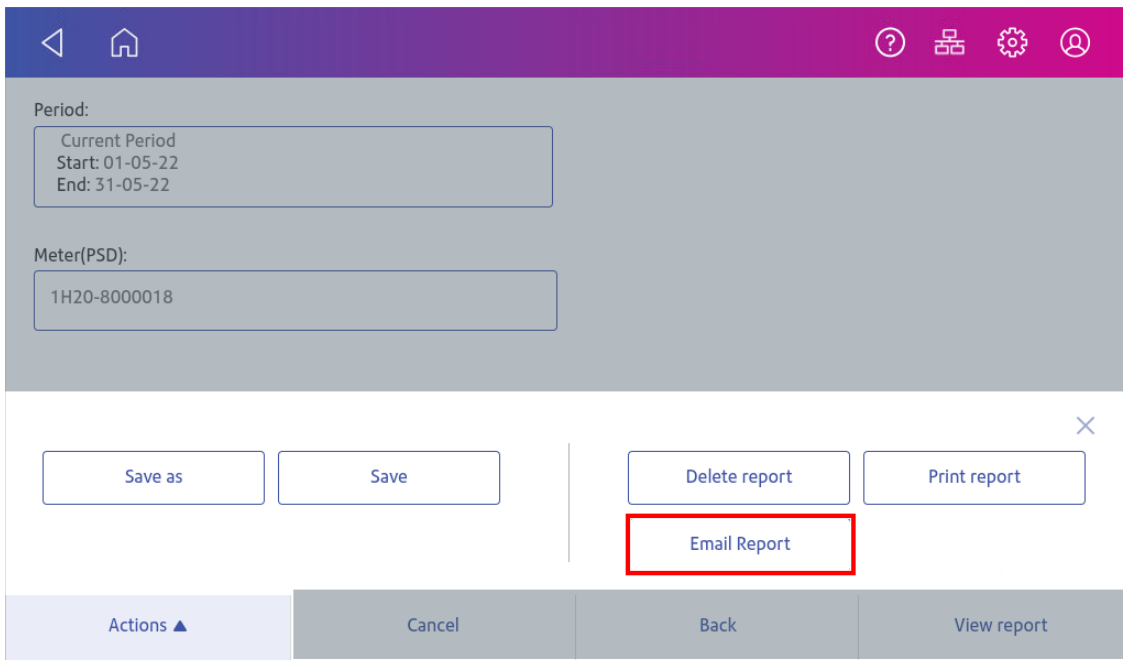 Period:
Current Period
Start: 01-05-22
End: 31-05-22
Meter(PSD):
1H20-8000018
Save as
Save
Delete report
Print report
Email Report
Actions ▲
Cancel
Back
View report